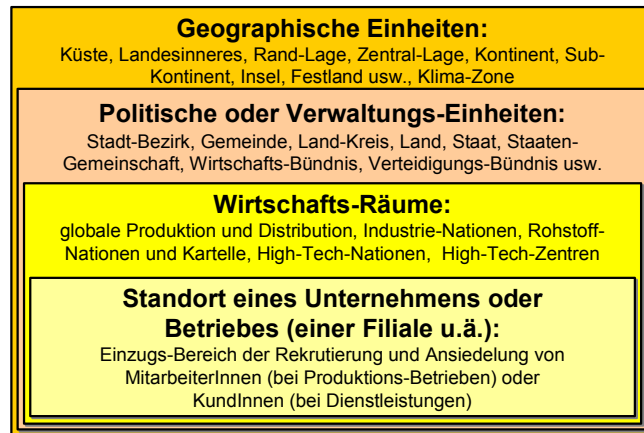 Geographische Einheiten:
Küste, Landesinneres, Rand-Lage, Zentral-Lage, Kontinent, Sub-
Kontinent, Insel, Festland usw., Klima-Zone
Politische oder Verwaltungs-Einheiten:
Stadt-Bezirk, Gemeinde, Land-Kreis, Land, Staat, Staaten-
Gemeinschaft, Wirtschafts-Bündnis, Verteidigungs-Bündnis usw.
Wirtschafts-Räume:
globale Produktion und Distribution, Industrie-Nationen, Rohstoff-
Nationen und Kartelle, High-Tech-Nationen, High-Tech-Zentren
Standort eines Unternehmens oder
Betriebes (einer Filiale u.ä.):
Einzugs-Bereich der Rekrutierung und Ansiedelung von
MitarbeiterInnen (bei Produktions-Betrieben) oder
KundInnen (bei Dienstleistungen)